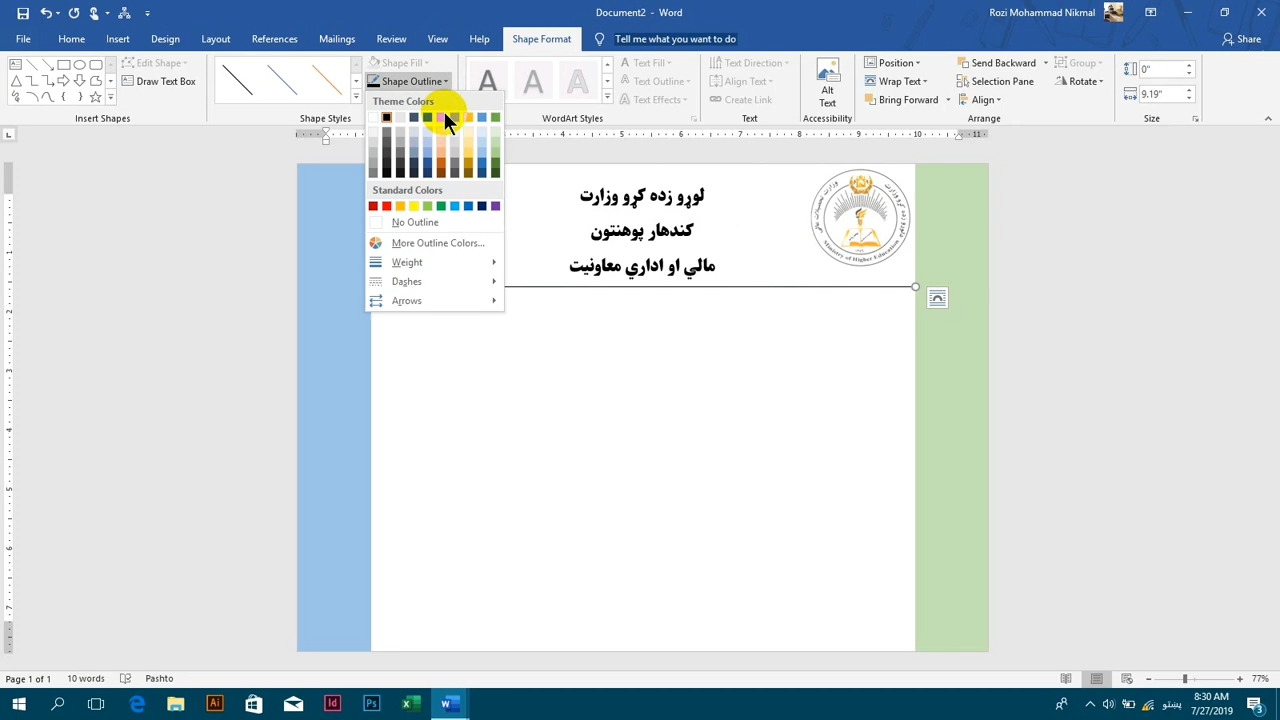 Document2 - Word
Rozi Mohammad Nikmal
File Home Insert Design Layout References Mailings Review View Help Shape Format Tell me what you want to do Share
Edit Shape
Draw Text Box
Insert Shapes
Shape Styles
Shape Fill
Shape Outline
WordArt Styles
Text Fill
Text Outline
Text Effects
Text Direction
Align Text
Create Link
Text
Alt Text
Accessibility
Position
Wrap Text
Bring Forward
Send Backward
Selection Pane
Align
Group
Rotate
Arrange
0"
9.19"
Size
Theme Colors
Standard Colors
No Outline
More Outline Colors...
Weight
Dashes
Arrows
لوړو زده کړو وزارت
کندهار پوهنتون
مالي او اداري معاونیت
Ministry of Higher Education
Page 1 of 1 10 words Pashto 77%
پښتو
8:30 AM
7/27/2019